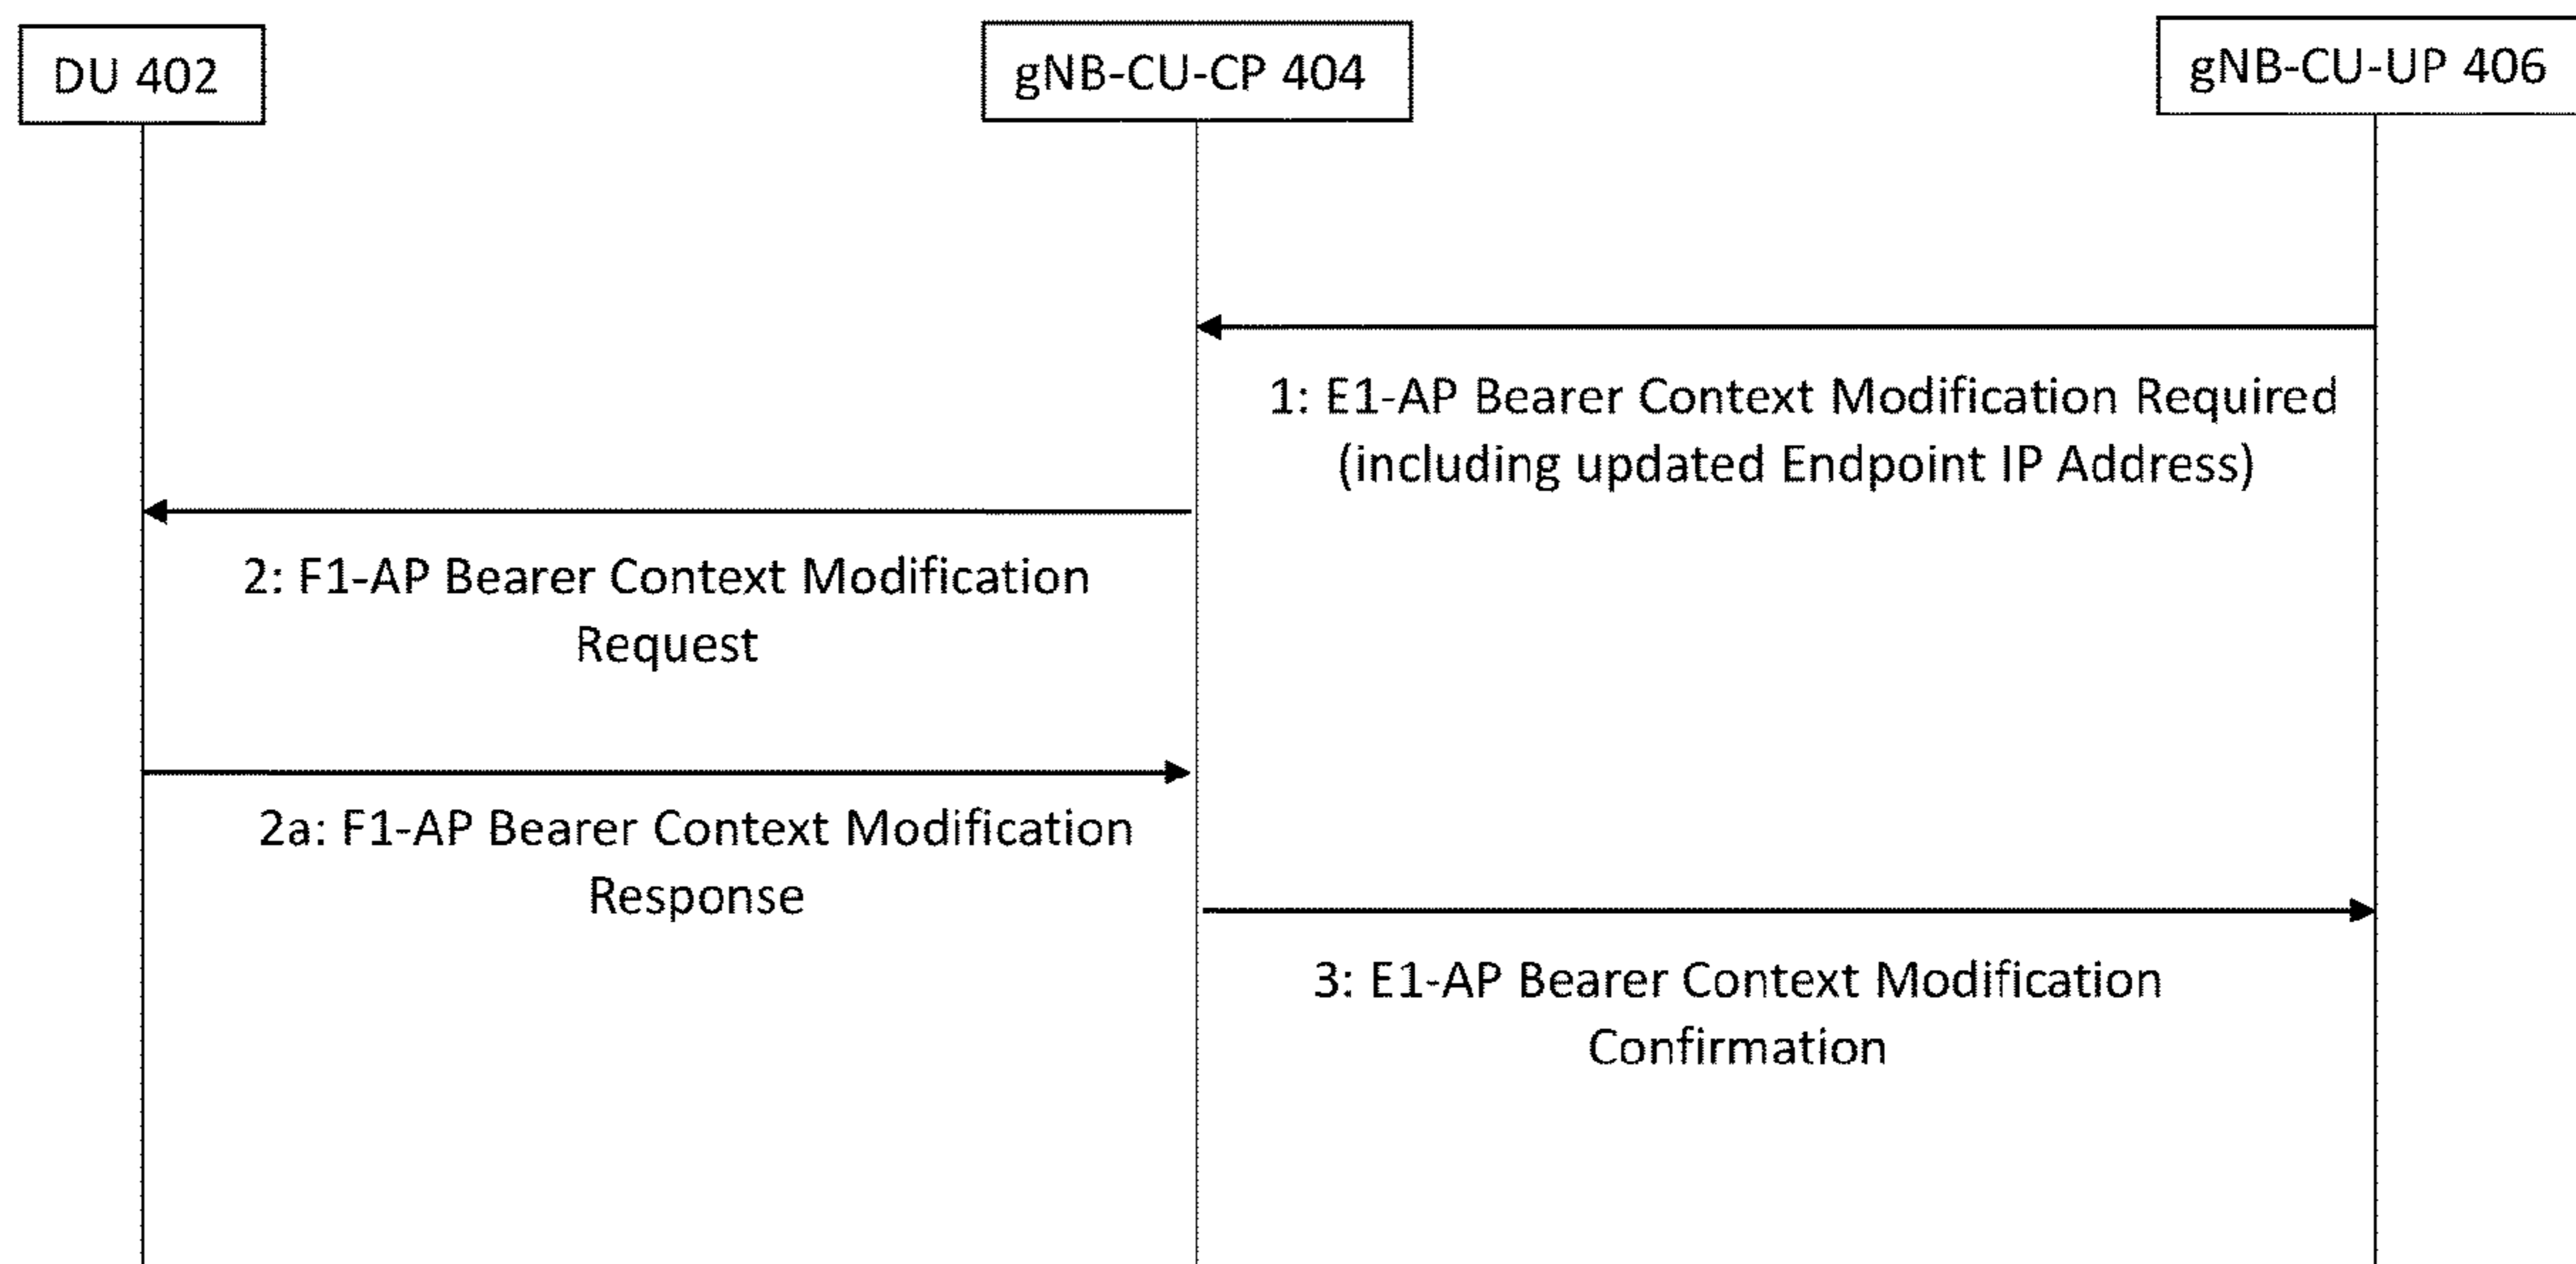 DU 402
gNB-CU-CP 404
gNB-CU-UP 406
1: E1-AP Bearer Context Modification Required
(including updated Endpoint IP Address)
2: F1-AP Bearer Context Modification
Request
2a: F1-AP Bearer Context Modification
Response
3: E1-AP Bearer Context Modification
Confirmation